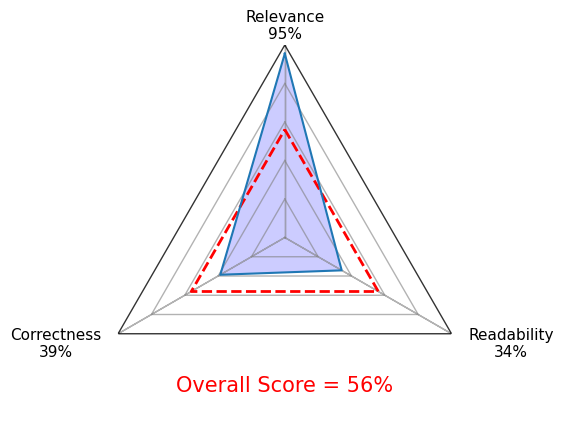 Relevance
95%
Correctness
39%
Readability
34%
Overall Score = 56%